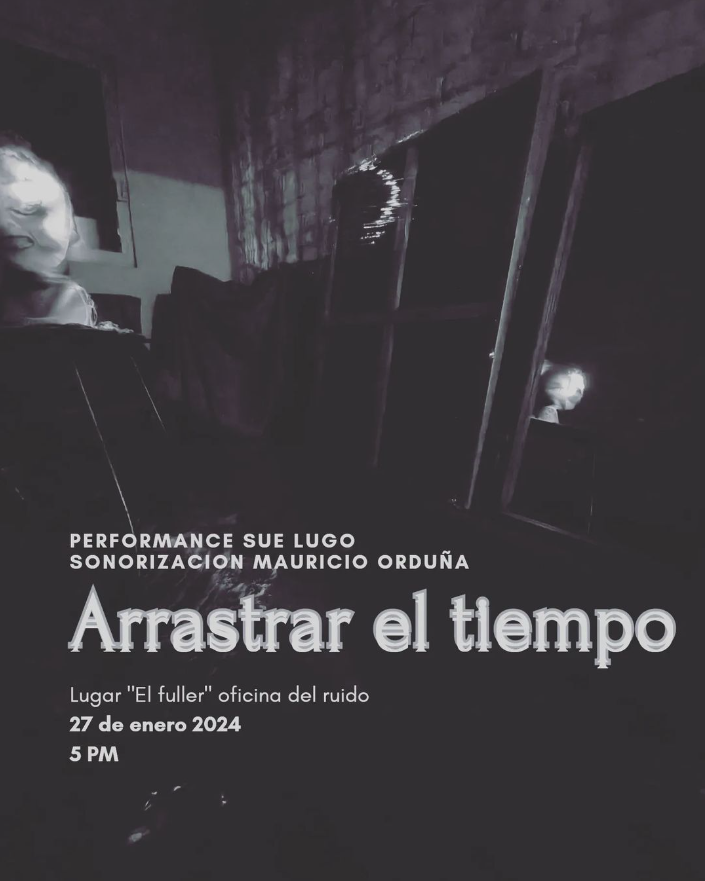 PERFORMANCE SUE LUGO
SONORIZACION MAURICIO ORDUÑA
Arrastrar el tiempo
Lugar "El fuller" oficina del ruido
27 de enero 2024
5 PM